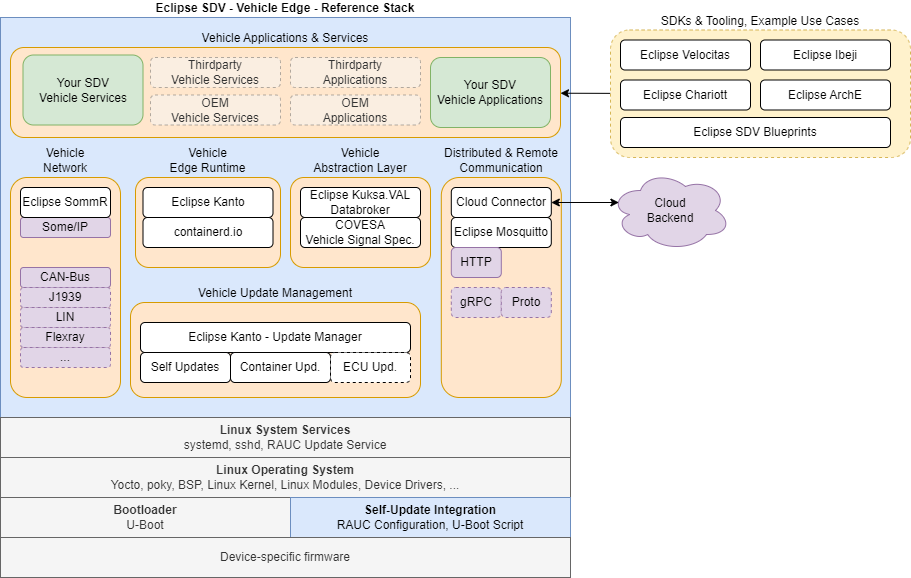 Eclipse SDV - Vehicle Edge - Reference Stack
SDKs & Tooling, Example Use Cases
Vehicle Applications & Services
Your SDV
Vehicle Services
Thirdparty
Vehicle Services
Thirdparty
Applications
OEM
Vehicle Services
OEM
Applications
Your SDV
Vehicle Applications
Eclipse Velocitas
Eclipse Ibeji
Eclipse Chariott
Eclipse ArchE
Eclipse SDV Blueprints
Vehicle
Network
Eclipse SommR
Some/IP
CAN-Bus
J1939
LIN
Flexray
...
Vehicle
Edge Runtime
Eclipse Kanto
containerd.io
Vehicle
Abstraction Layer
Eclipse Kuksa.VAL
Databroker
COVESA
Vehicle Signal Spec.
Distributed & Remote
Communication
Cloud Connector
Eclipse Mosquitto
HTTP
gRPC
Proto
Cloud
Backend
Vehicle Update Management
Eclipse Kanto - Update Manager
Self Updates
Container Upd.
ECU Upd.
Linux System Services
systemd, sshd, RAUC Update Service
Linux Operating System
Yocto, poky, BSP, Linux Kernel, Linux Modules, Device Drivers, ...
Bootloader
U-Boot
Self-Update Integration
RAUC Configuration, U-Boot Script
Device-specific firmware